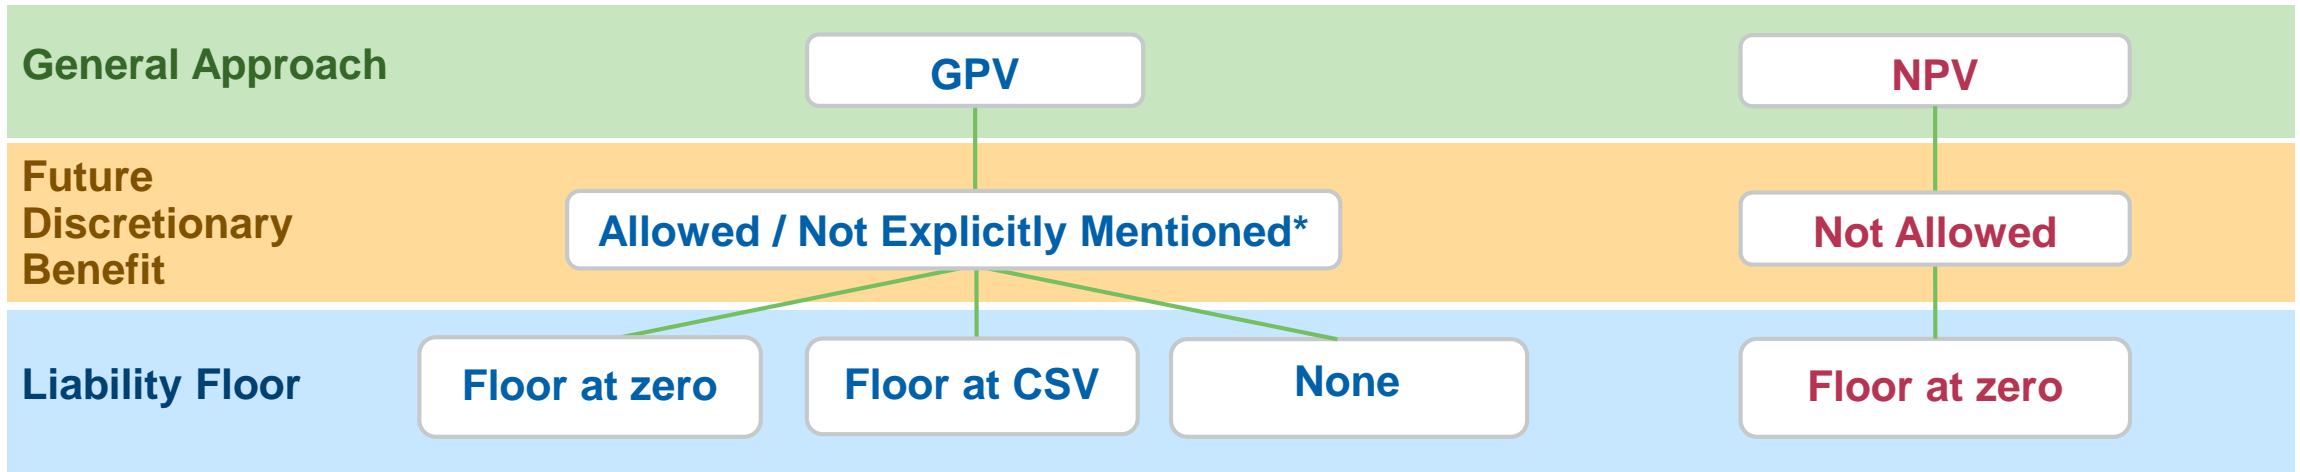 General Approach
GPV
NPV
Future
Discretionary
Benefit
Allowed / Not Explicitly Mentioned*
Not Allowed
Liability Floor
Floor at zero
Floor at CSV
None
Floor at zero